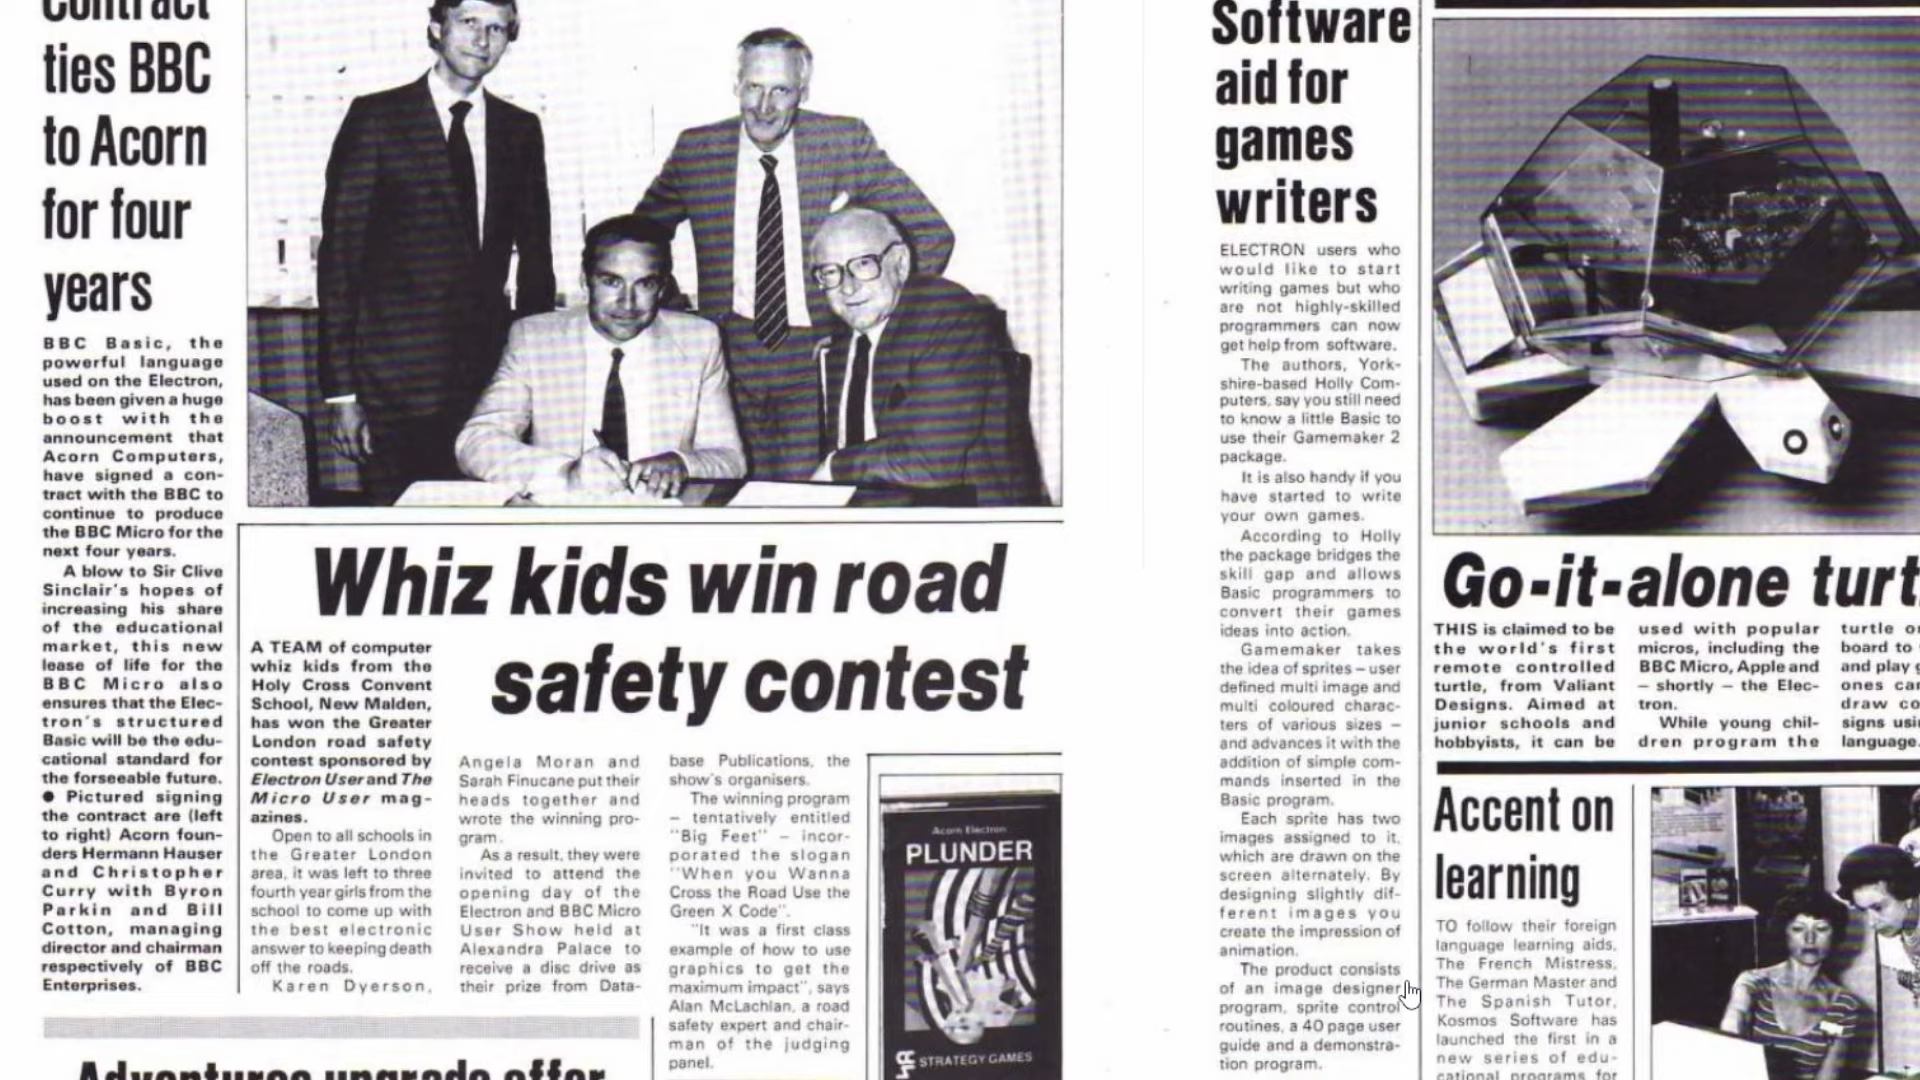 Contract
ties BBC
to Acorn
for four
years
BBC Basic, the
powerful language
used on the Electron,
has been given a huge
boost with the
announcement that
Acorn Computers,
have signed a con-
tract with the BBC to
continue to produce
the BBC Micro for the
next four years.
A blow to Sir Clive
Sinclair's hopes of
increasing his share
of the educational
market, this new
lease of life for the
BBC Micro also
ensures that the Elec-
tron's structured
Basic will be the edu-
cational standard for
the forseeable future.
● Pictured signing
the contract are (left
to right) Acorn foun-
ders Hermann Hauser
and Christopher
Curry with Byron
Parkin and Bill
Cotton, managing
director and chairman
respectively of BBC
Enterprises.
Whiz kids win road
safety contest
A TEAM of computer
whiz kids from the
Holy Cross Convent
School, New Malden,
has won the Greater
London road safety
contest sponsored by
Electron User and The
Micro User mag-
azines.
Open to all schools in
the Greater London
area, it was left to three
fourth year girls from the
school to come up with
the best electronic
answer to keeping death
off the roads.
Karen Dyerson,
Angela Moran and
Sarah Finucane put their
heads together and
wrote the winning pro-
gram.
As a result, they were
invited to attend the
opening day of the
Electron and BBC Micro
User Show held at
Alexandra Palace to
receive a disc drive as
their prize from Data-
base Publications, the
show's organisers.
The winning program
– tentatively entitled
"Big Feet" – incor-
porated the slogan
"When you Wanna
Cross the Road Use the
Green X Code".
"It was a first class
example of how to use
graphics to get the
maximum impact", says
Alan McLachlan, a road
safety expert and chair-
man of the judging
panel.
Acorn Electron
PLUNDER
STRATEGY GAMES
Adventures upgrade offer
Software
aid for
games
writers
ELECTRON users who
would like to start
writing games but who
are not highly-skilled
programmers can now
get help from software.
The authors, York-
shire-based Holly Com-
puters, say you still need
to know a little Basic to
use their Gamemaker 2
package.
It is also handy if you
have started to write
your own games.
According to Holly
the package bridges the
skill gap and allows
Basic programmers to
convert their games
ideas into action.
Gamemaker takes
the idea of sprites – user
defined multi image and
multi coloured charac-
ters of various sizes –
and advances it with the
addition of simple com-
mands inserted in the
Basic program.
Each sprite has two
images assigned to it,
which are drawn on the
screen alternately. By
designing slightly dif-
ferent images you
create the impression of
animation.
The product consists
of an image designer
program, sprite control
routines, a 40 page user
guide and a demonstra-
tion program.
Go-it-alone turt
THIS is claimed to be
the world's first
remote controlled
turtle, from Valiant
Designs. Aimed at
junior schools and
hobbyists, it can be
used with popular
micros, including the
BBC Micro, Apple and
– shortly – the Elec-
tron.
While young chil-
dren program the
turtle
board to
and play
ones
draw
signs
language.
Accent on
learning
TO follow their foreign
language learning aids,
The French Mistress,
The German Master and
The Spanish Tutor,
Kosmos Software has
launched the first in a
new series of edu-
cational programs for